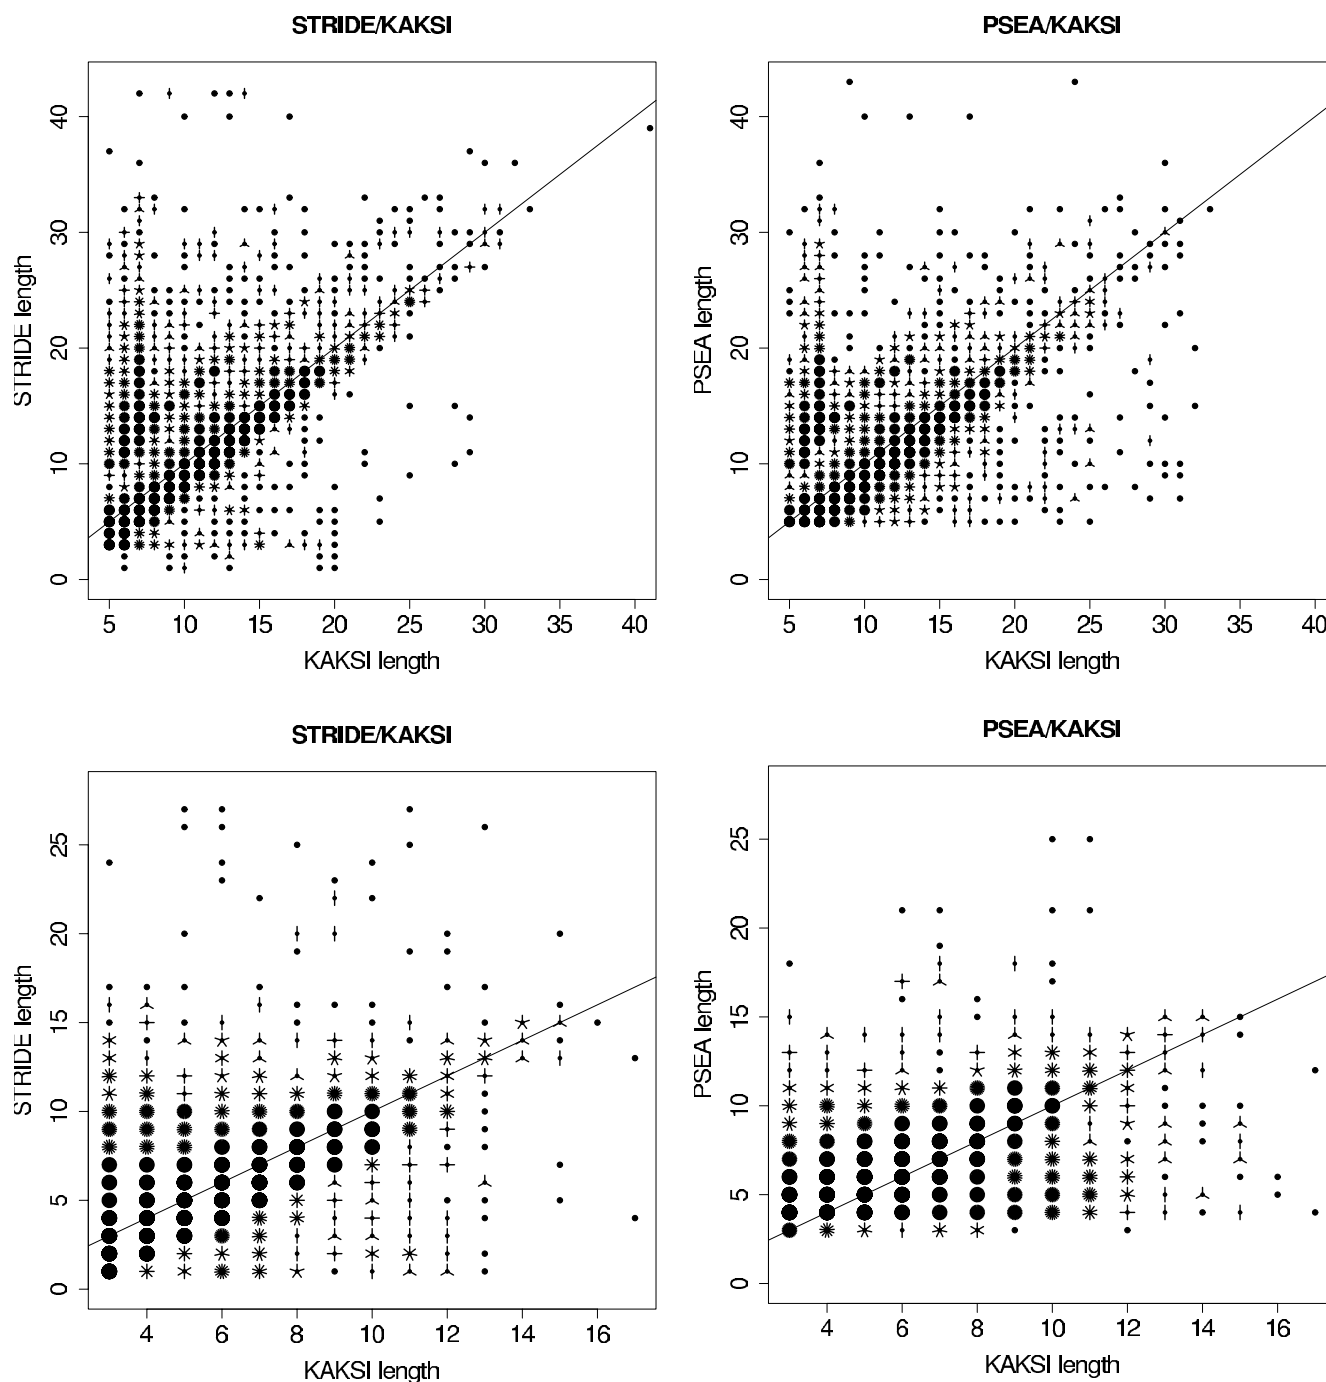 STRIDE/KAKSI
STRIDE length
0 10 20 30 40
5 10 15 20 25 30 35 40
KAKSI length
PSEA/KAKSI
PSEA length
0 10 20 30 40
5 10 15 20 25 30 35 40
KAKSI length
STRIDE/KAKSI
STRIDE length
0 5 10 15 20 25
4 6 8 10 12 14 16
KAKSI length
PSEA/KAKSI
PSEA length
0 5 10 15 20 25
4 6 8 10 12 14 16
KAKSI length